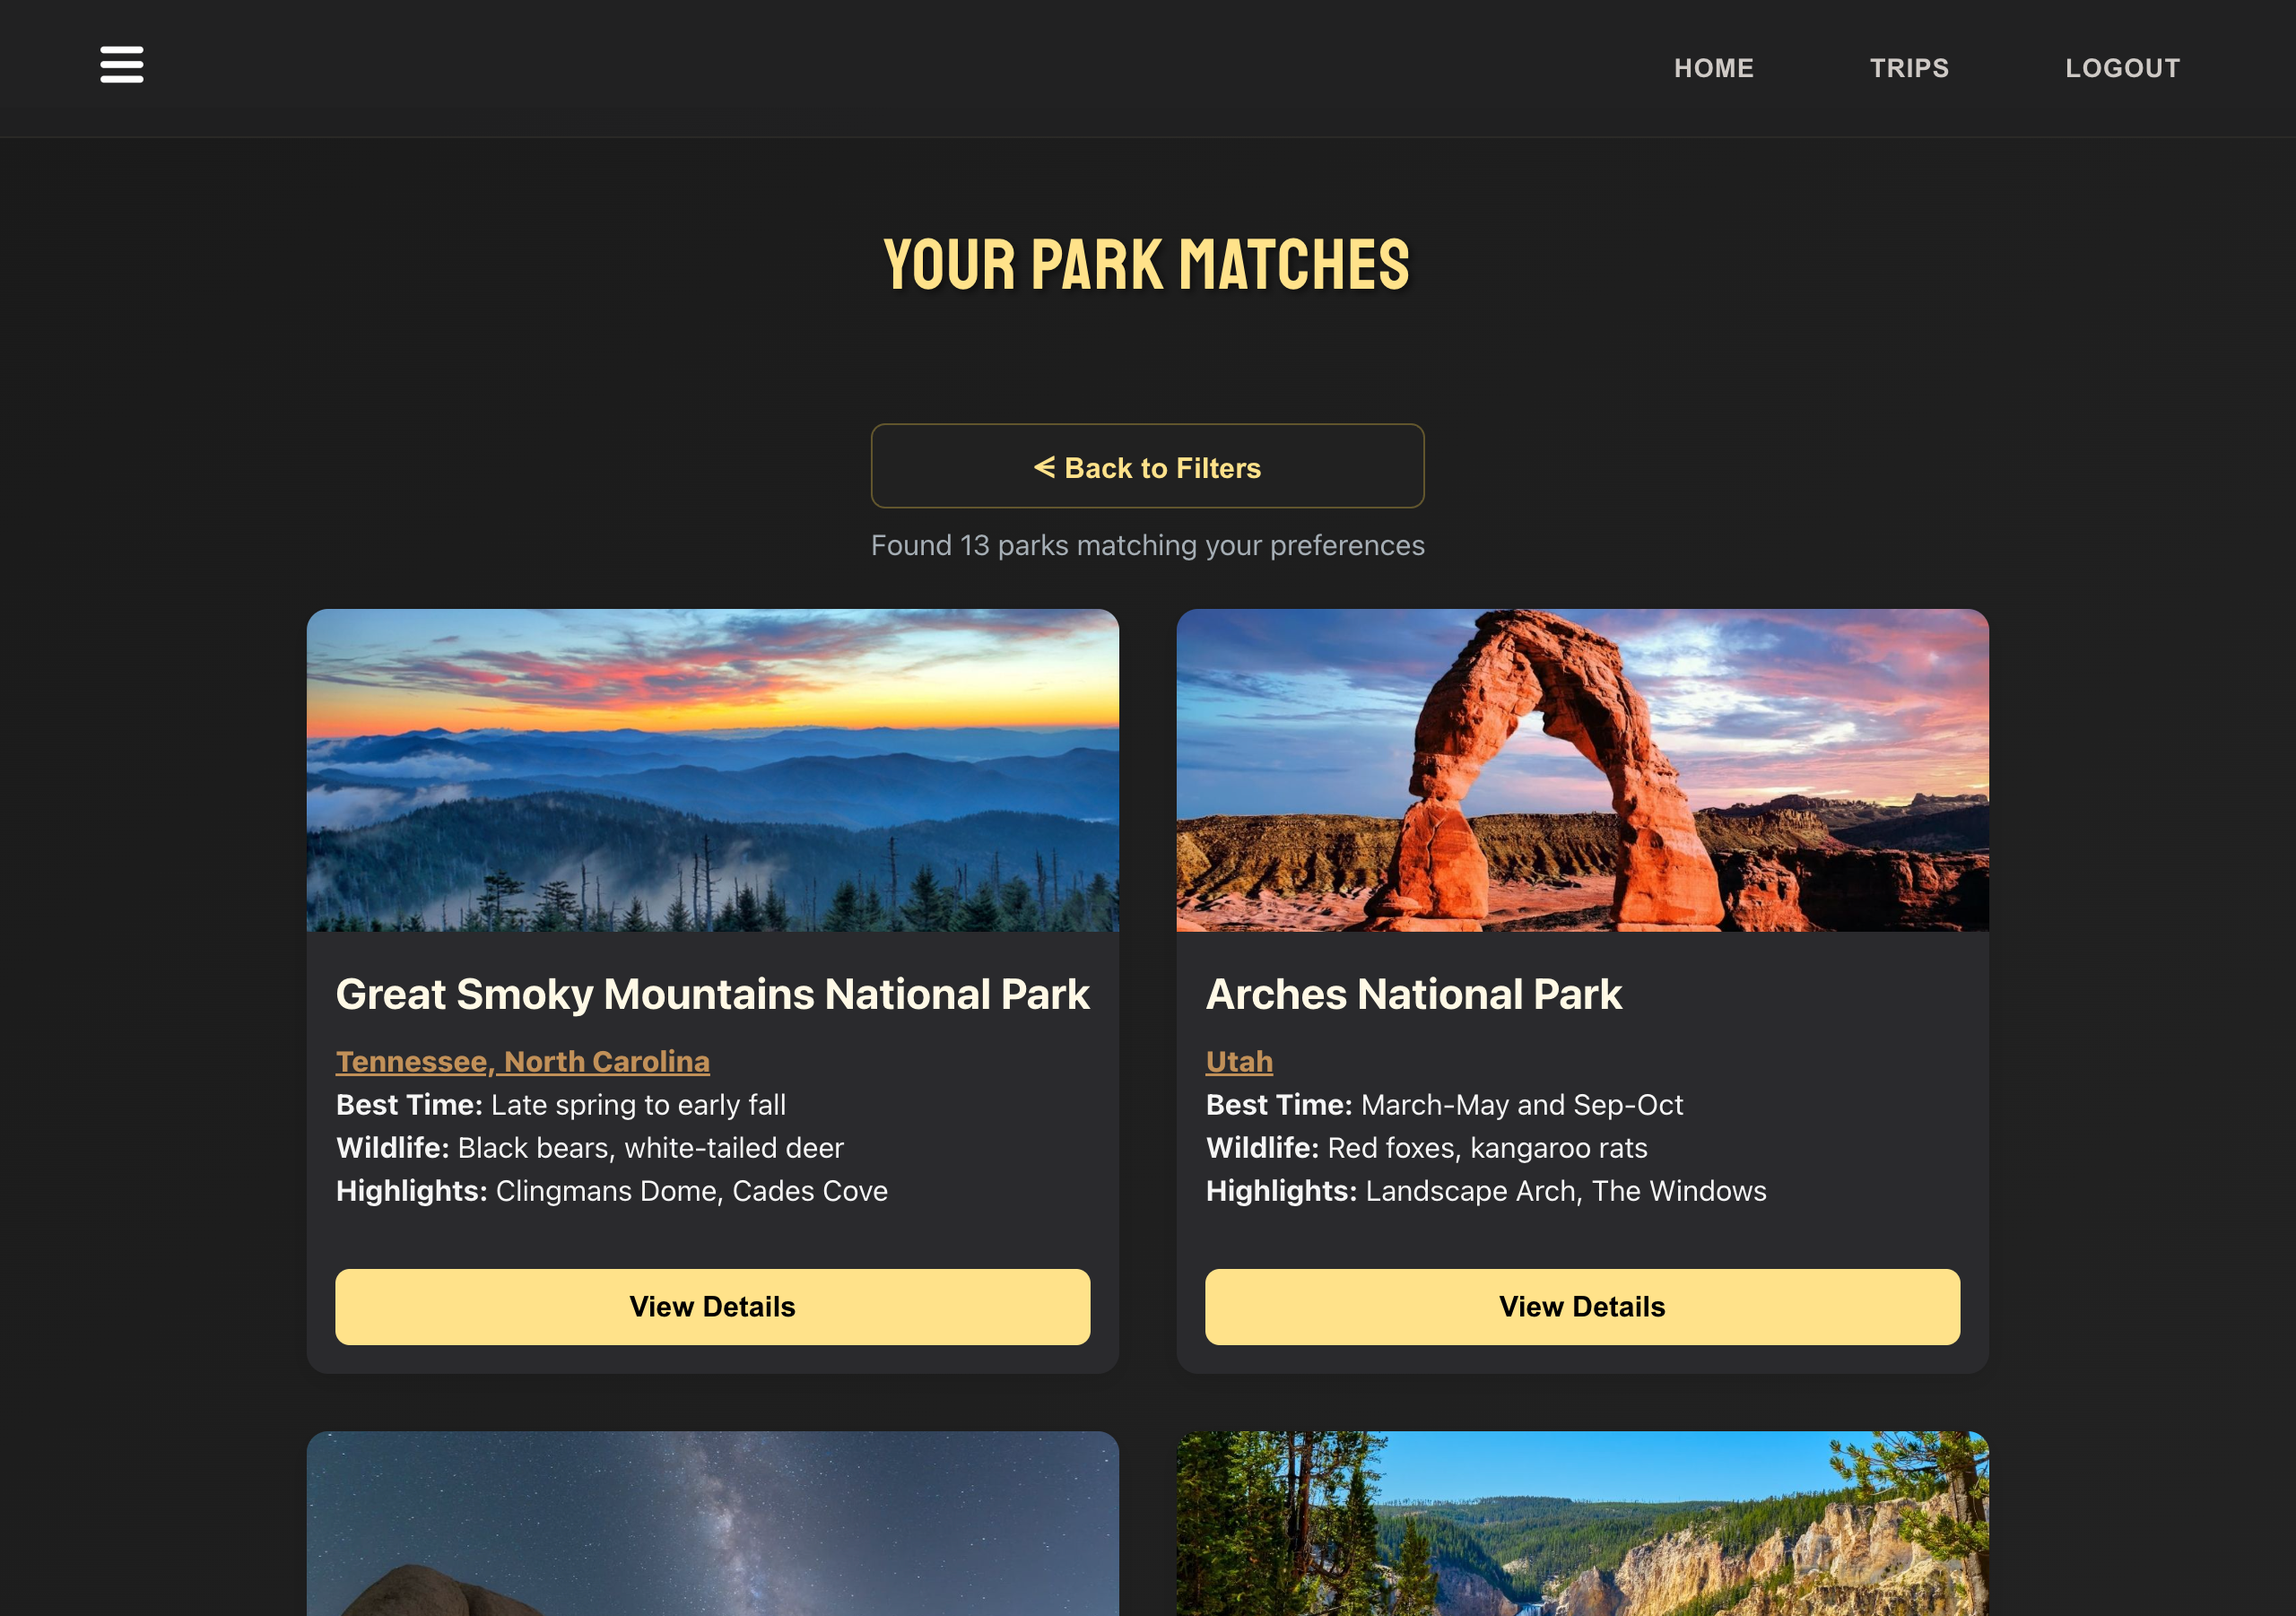 HOME TRIPS LOGOUT
YOUR PARK MATCHES
⋜ Back to Filters
Found 13 parks matching your preferences
Great Smoky Mountains National Park
Tennessee, North Carolina
Best Time: Late spring to early fall
Wildlife: Black bears, white-tailed deer
Highlights: Clingmans Dome, Cades Cove
View Details
Arches National Park
Utah
Best Time: March-May and Sep-Oct
Wildlife: Red foxes, kangaroo rats
Highlights: Landscape Arch, The Windows
View Details